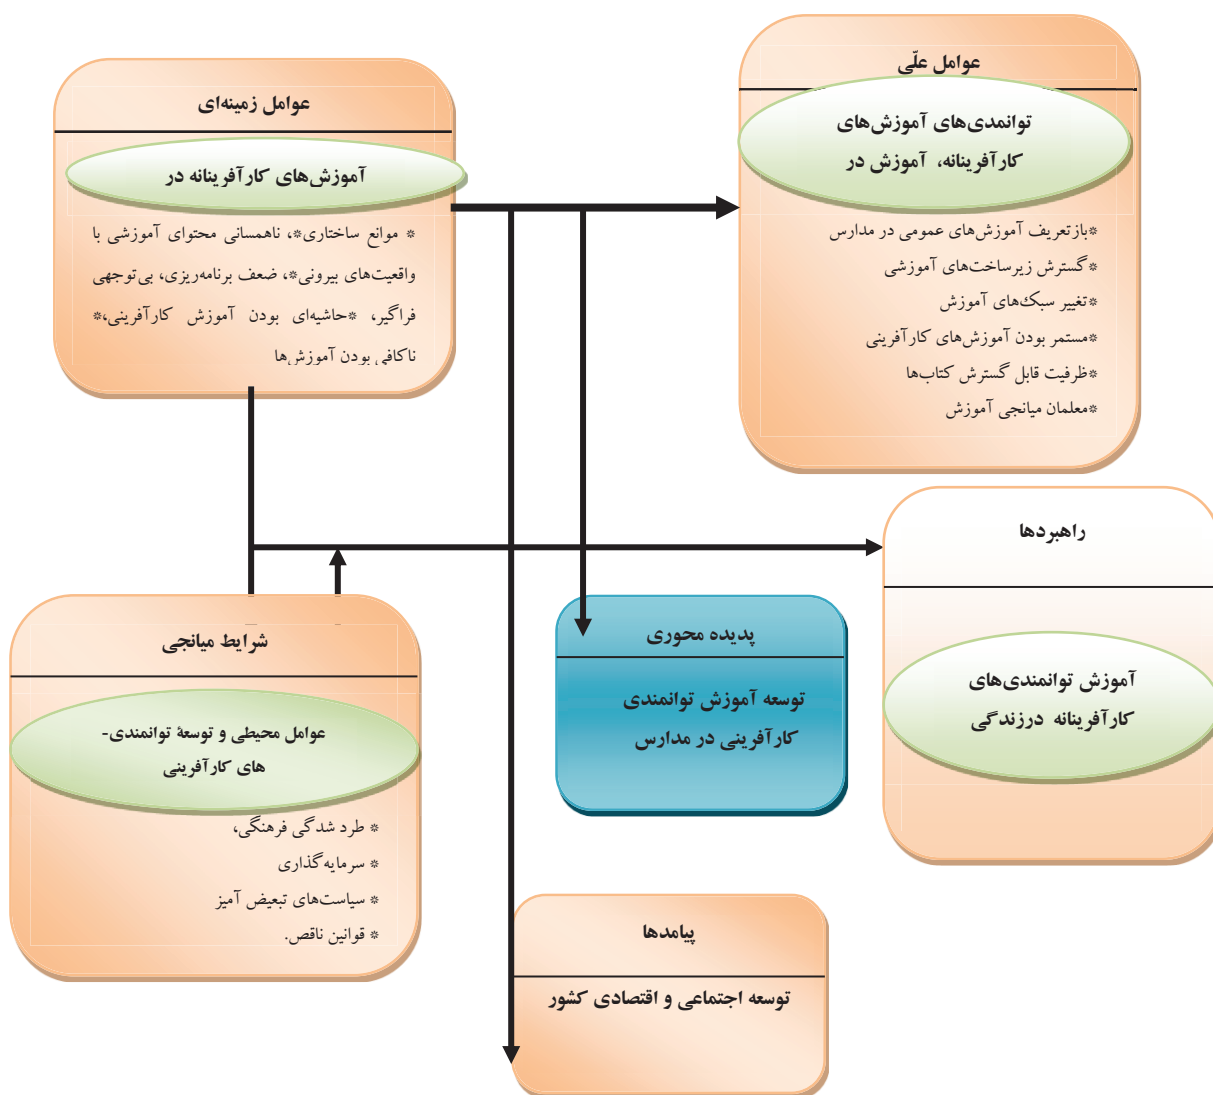 عوامل علّی
توانمدی‌های آموزش‌های
کارآفرینانه، آموزش در
*بازتعریف آموزش‌های عمومی در مدارس
*گسترش زیرساخت‌های آموزشی
*تغییر سبک‌های آموزش
*مستمر بودن آموزش‌های کارآفرینی
*ظرفیت قابل گسترش کتاب‌ها
*معلمان میانجی آموزش
عوامل زمینه‌ای
آموزش‌های کارآفرینانه در
* موانع ساختاری*، ناهمسانی محتوای آموزشی با
واقعیت‌های بیرونی*، ضعف برنامه‌ریزی، بی‌توجهی
فراگیر، *حاشیه‌ای بودن آموزش کارآفرینی،*
ناکافی بودن آموزش‌ها
راهبردها
آموزش توانمندی‌های
کارآفرینانه درزندگی
پدیده محوری
توسعه آموزش توانمندی
کارآفرینی در مدارس
شرایط میانجی
عوامل محیطی و توسعۀ توانمندی-
های کارآفرینی
* طرد شدگی فرهنگی،
* سرمایه‌گذاری
* سیاست‌های تبعیض آمیز
* قوانین ناقص.
پیامدها
توسعه اجتماعی و اقتصادی کشور